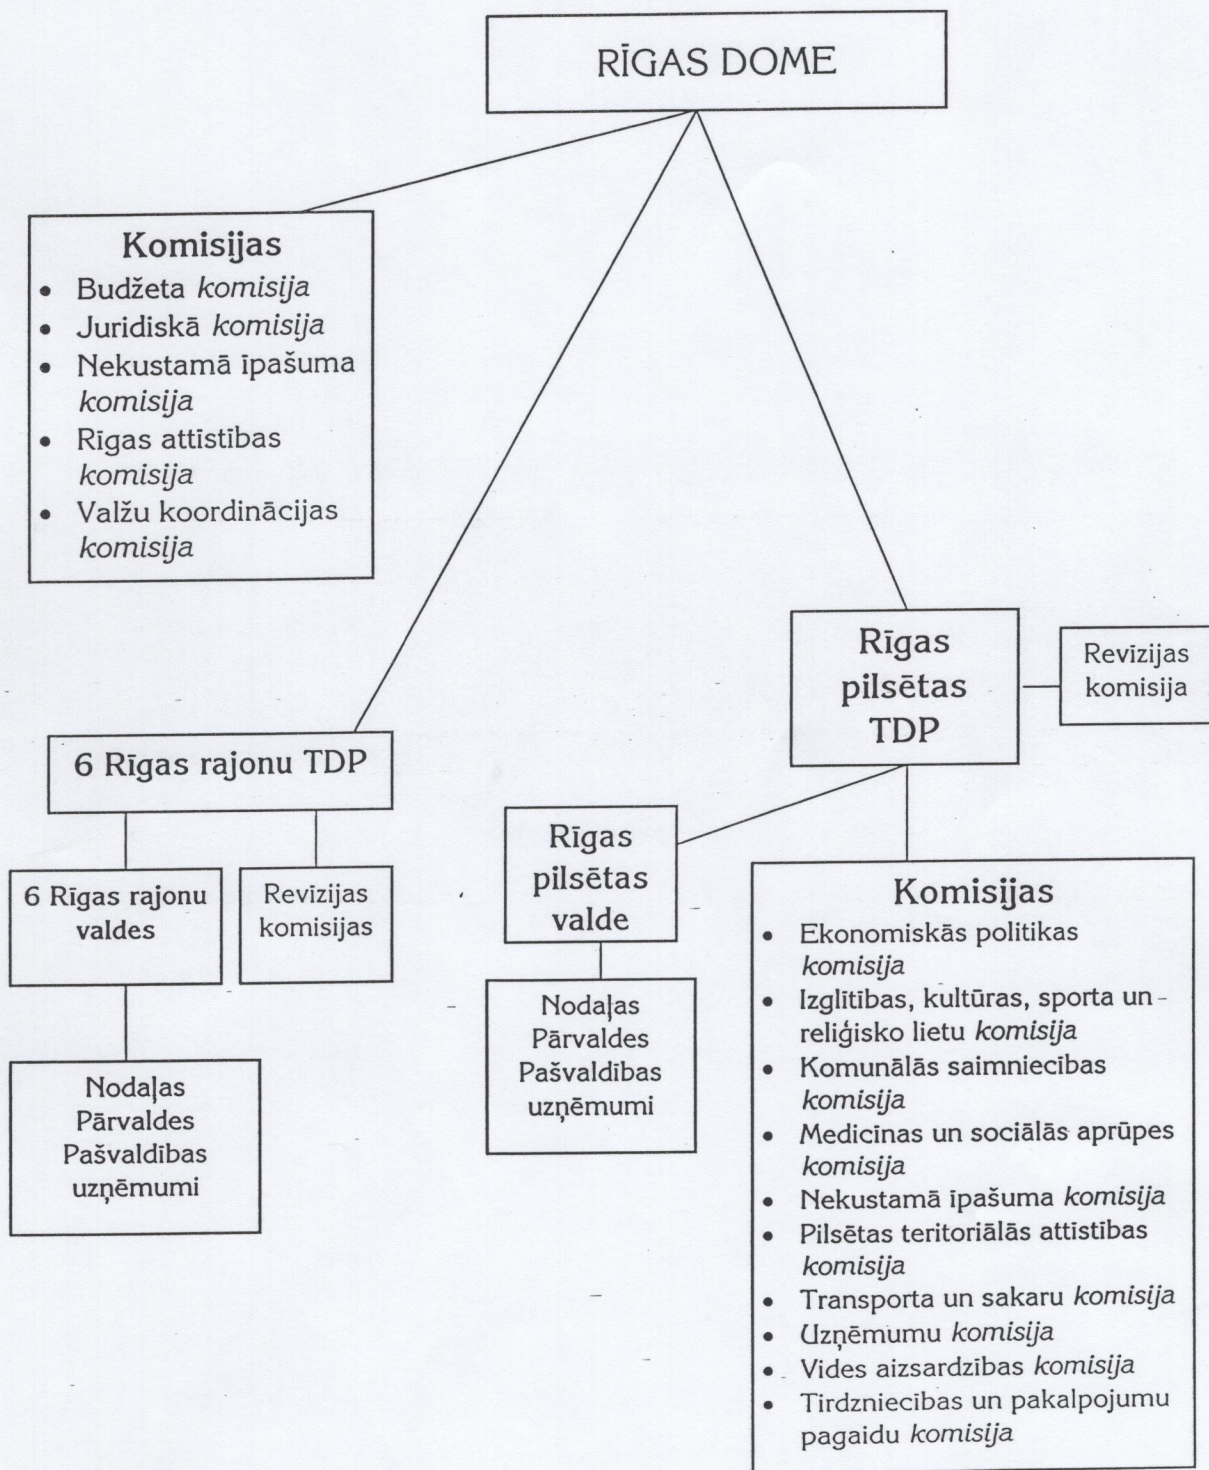 RĪGAS DOME
Komisijas
• Budžeta komisija
• Juridiskā komisija
• Nekustamā īpašuma
komisija
• Rīgas attīstības
komisija
• Valžu koordinācijas
komisija
Rīgas
pilsētas
TDP
Revīzijas
komisija
6 Rīgas rajonu TDP
6 Rīgas rajonu
valdes
Revīzijas
komisijas
Nodaļas
Pārvaldes
Pašvaldības
uzņēmumi
Rīgas
pilsētas
valde
Nodaļas
Pārvaldes
Pašvaldības
uzņēmumi
Komisijas
• Ekonomiskās politikas
komisija
• Izglītības, kultūras, sporta un
reliģisko lietu komisija
• Komunālās saimniecības
komisija
• Medicīnas un sociālās aprūpes
komisija
• Nekustamā īpašuma komisija
• Pilsētas teritoriālās attīstības
komisija
• Transporta un sakaru komisija
• Uzņēmumu komisija
• Vides aizsardzības komisija
• Tirdzniecības un pakalpojumu
pagaidu komisija